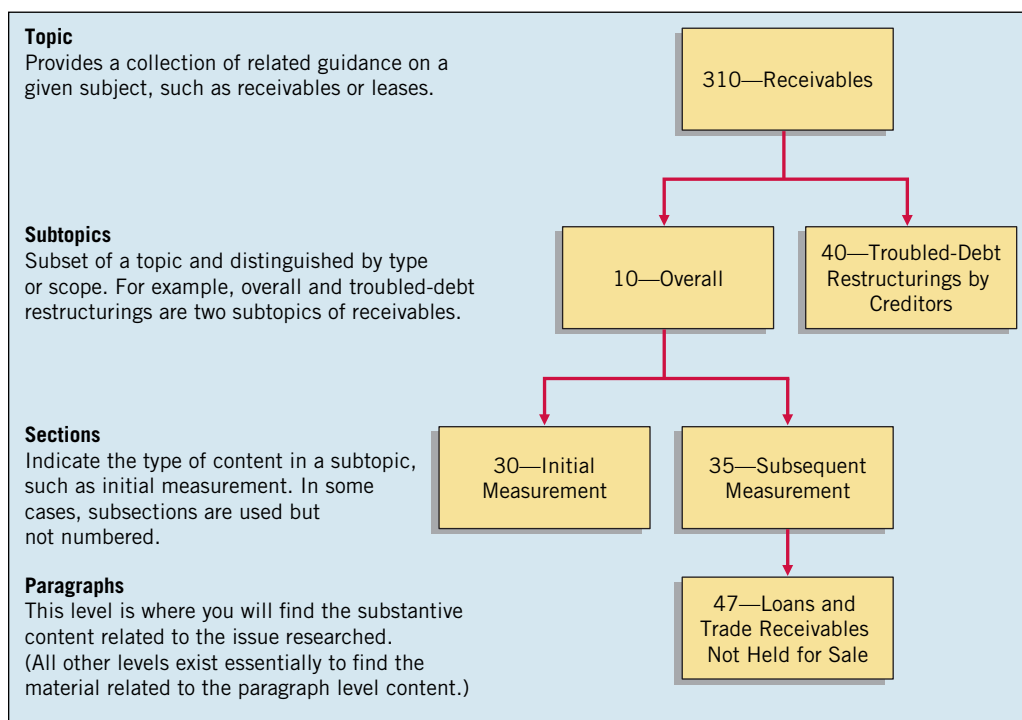 Topic
Provides a collection of related guidance on a
given subject, such as receivables or leases.
310—Receivables
Subtopics
Subset of a topic and distinguished by type
or scope. For example, overall and troubled-debt
restructurings are two subtopics of receivables.
10—Overall
40—Troubled-Debt
Restructurings by
Creditors
Sections
Indicate the type of content in a subtopic,
such as initial measurement. In some
cases, subsections are used but
not numbered.
30—Initial
Measurement
35—Subsequent
Measurement
Paragraphs
This level is where you will find the substantive
content related to the issue researched.
(All other levels exist essentially to find the
material related to the paragraph level content.)
47—Loans and
Trade Receivables
Not Held for Sale